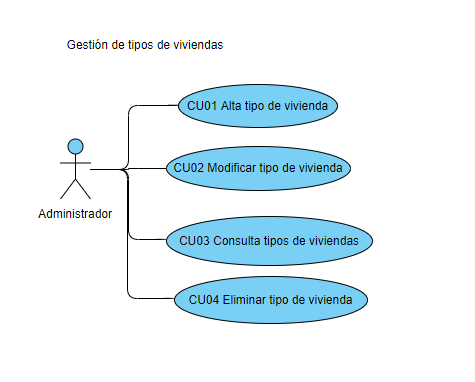 Gestión de tipos de viviendas
CU01 Alta tipo de vivienda
CU02 Modificar tipo de vivienda
Administrador
CU03 Consulta tipos de viviendas
CU04 Eliminar tipo de vivienda